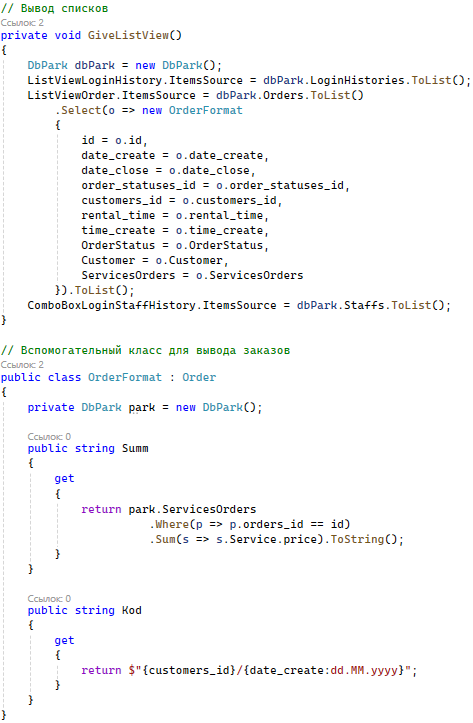 // Вывод списков
Ссылок: 2
private void GiveListView()
{
    DbPark dbPark = new DbPark();
    ListViewLoginHistory.ItemsSource = dbPark.LoginHistories.ToList();
    ListViewOrder.ItemsSource = dbPark.Orders.ToList()
        .Select(o => new OrderFormat
        {
            id = o.id,
            date_create = o.date_create,
            date_close = o.date_close,
            order_statuses_id = o.order_statuses_id,
            customers_id = o.customers_id,
            rental_time = o.rental_time,
            time_create = o.time_create,
            OrderStatus = o.OrderStatus,
            Customer = o.Customer,
            ServicesOrders = o.ServicesOrders
        }).ToList();
    ComboBoxLoginStaffHistory.ItemsSource = dbPark.Staffs.ToList();
}
// Вспомогательный класс для вывода заказов
Ссылок: 2
public class OrderFormat : Order
{
    private DbPark park = new DbPark();
    Ссылок: 0
    public string Summ
    {
        get
        {
            return park.ServicesOrders
                      .Where(p => p.orders_id == id)
                      .Sum(s => s.Service.price).ToString();
        }
    }
    Ссылок: 0
    public string Kod
    {
        get
        {
            return $"{customers_id}/{date_create:dd.MM.yyyy}";
        }
    }
}